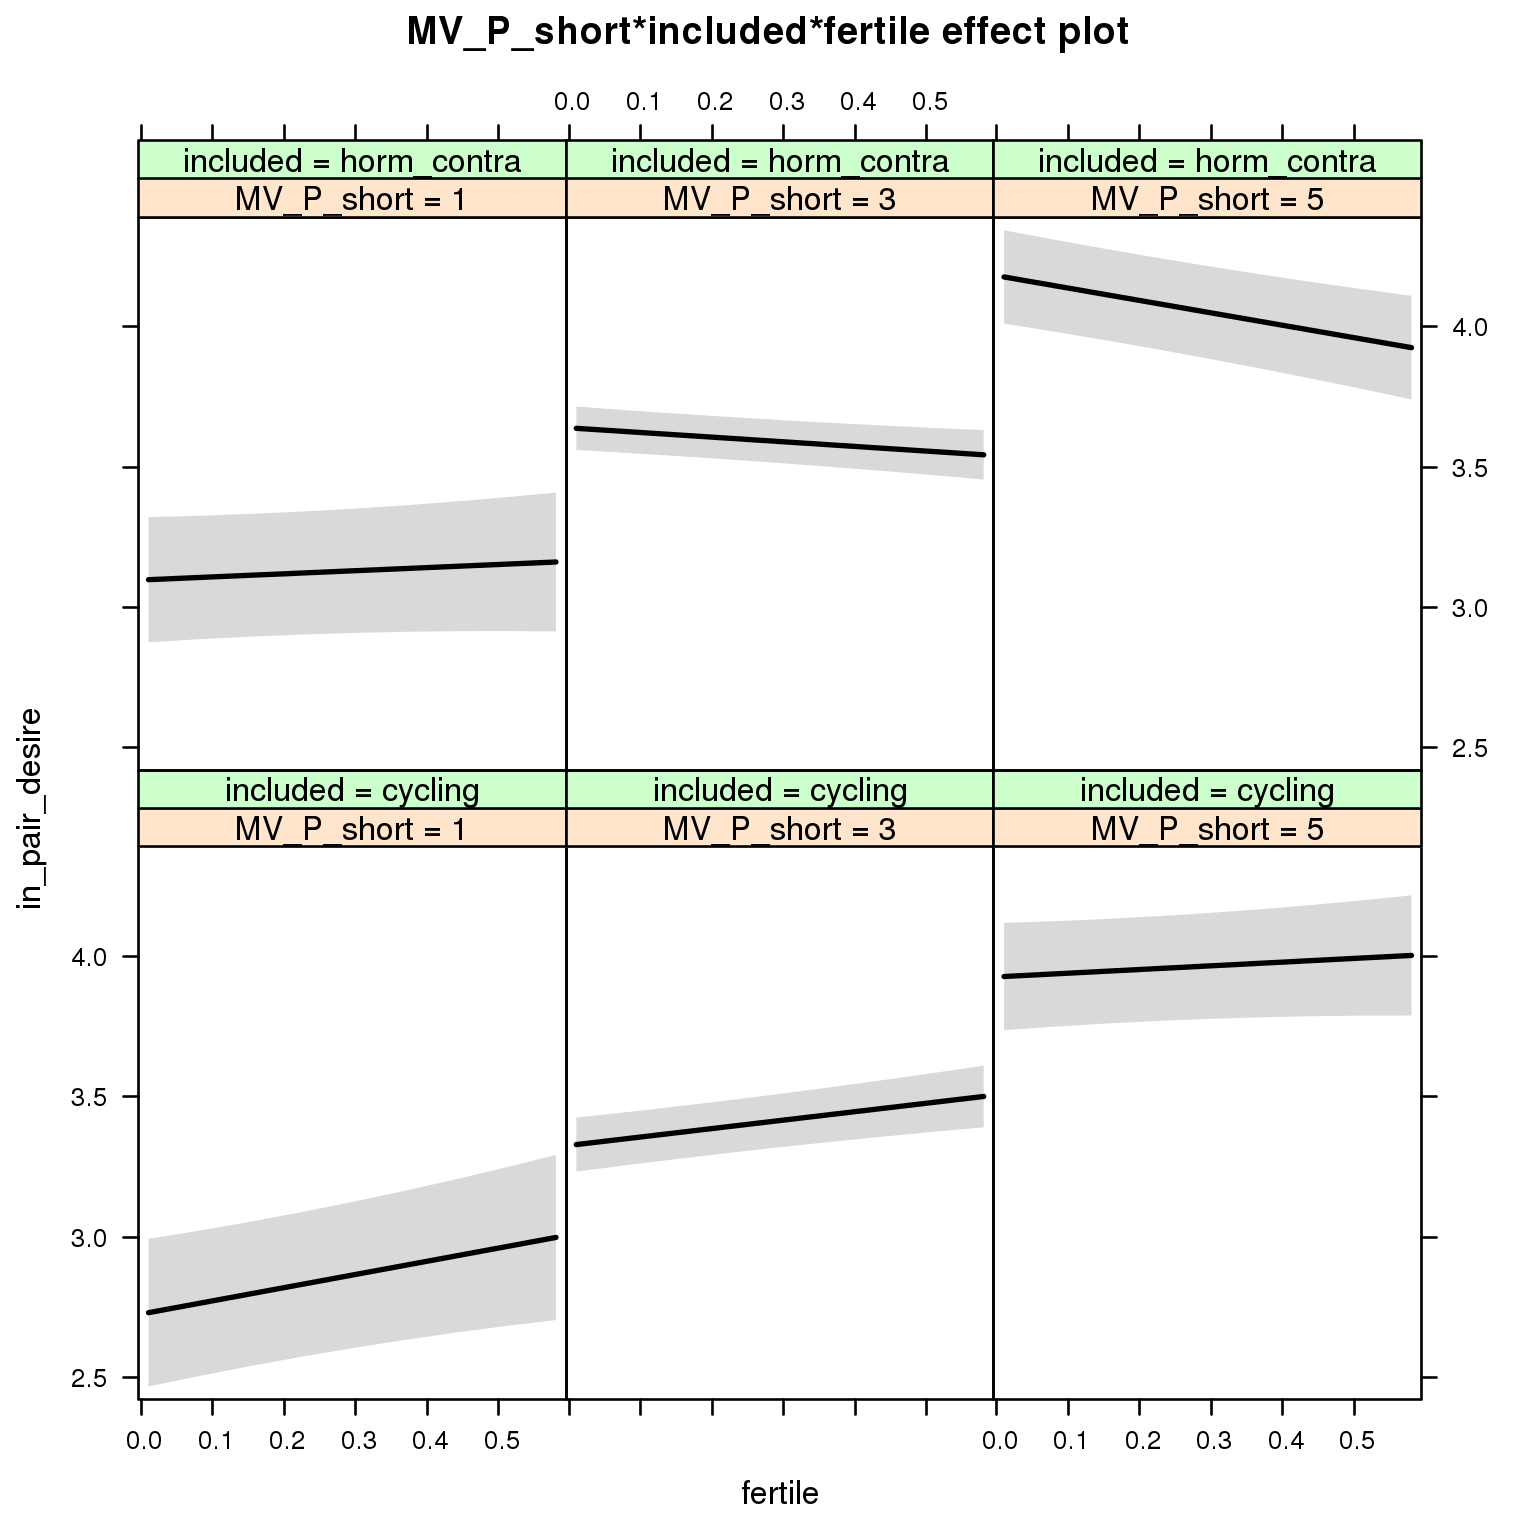 MV_P_short*included*fertile effect plot
0.0 0.1 0.2 0.3 0.4 0.5
included = horm_contra included = horm_contra included = horm_contra
MV_P_short = 1 MV_P_short = 3 MV_P_short = 5
4.0
3.5
3.0
2.5
in_pair_desire
included = cycling included = cycling included = cycling
MV_P_short = 1 MV_P_short = 3 MV_P_short = 5
4.0
3.5
3.0
2.5
0.0 0.1 0.2 0.3 0.4 0.5 0.0 0.1 0.2 0.3 0.4 0.5
fertile